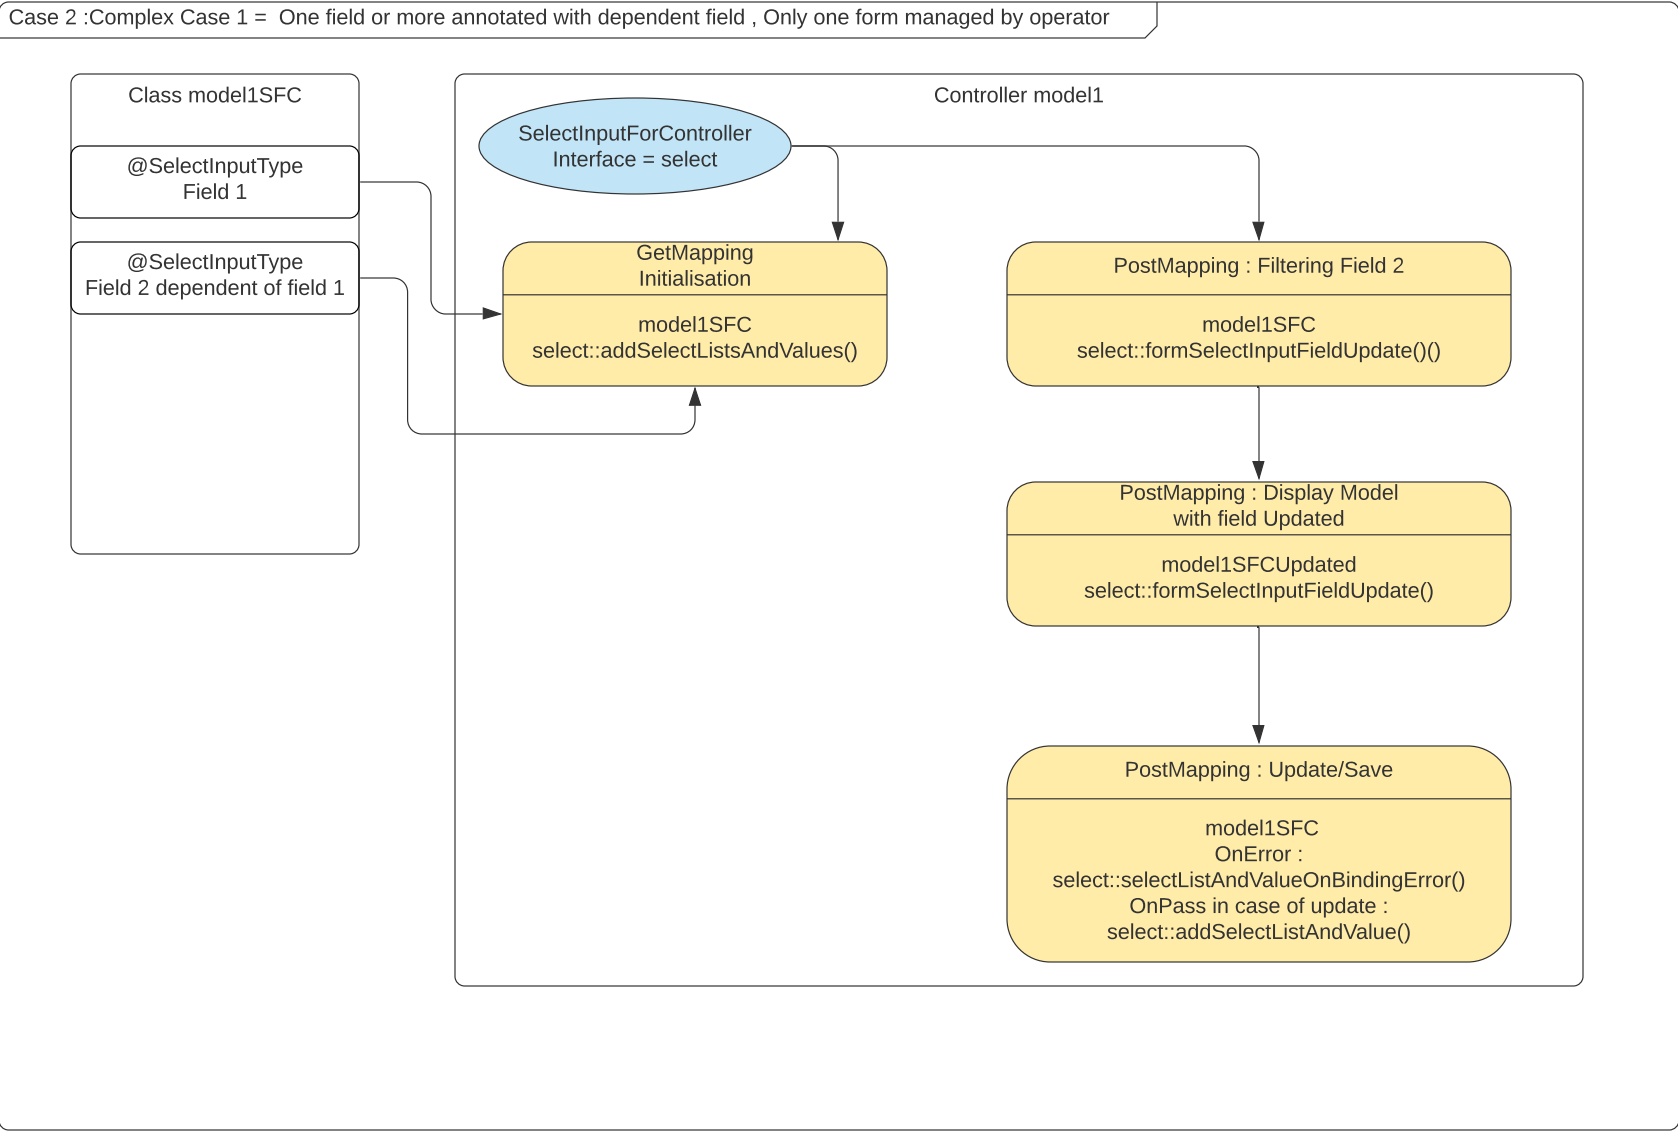 Case 2 :Complex Case 1 =  One field or more annotated with dependent field , Only one form managed by operator
Class model1SFC
@SelectInputType
Field 1
@SelectInputType
Field 2 dependent of field 1
Controller model1
SelectInputForController
Interface = select
GetMapping
Initialisation
model1SFC
select::addSelectListsAndValues()
PostMapping : Filtering Field 2
model1SFC
select::formSelectInputFieldUpdate()()
PostMapping : Display Model
with field Updated
model1SFCUpdated
select::formSelectInputFieldUpdate()
PostMapping : Update/Save
model1SFC
OnError :
select::selectListAndValueOnBindingError()
OnPass in case of update :
select::addSelectListAndValue()